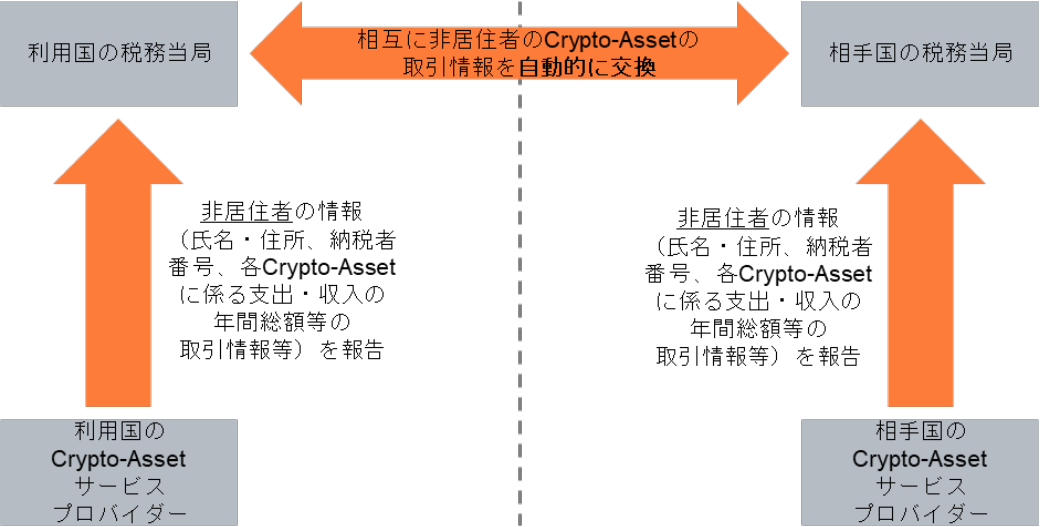 利用国の税務当局
相互に非居住者のCrypto-Assetの
取引情報を自動的に交換
相手国の税務当局
非居住者の情報
（氏名・住所、納税者
番号、各Crypto-Asset
に係る支出・収入の
年間総額等の
取引情報等）を報告
非居住者の情報
（氏名・住所、納税者
番号、各Crypto-Asset
に係る支出・収入の
年間総額等の
取引情報等）を報告
利用国の
Crypto-Asset
サービス
プロバイダー
相手国の
Crypto-Asset
サービス
プロバイダー